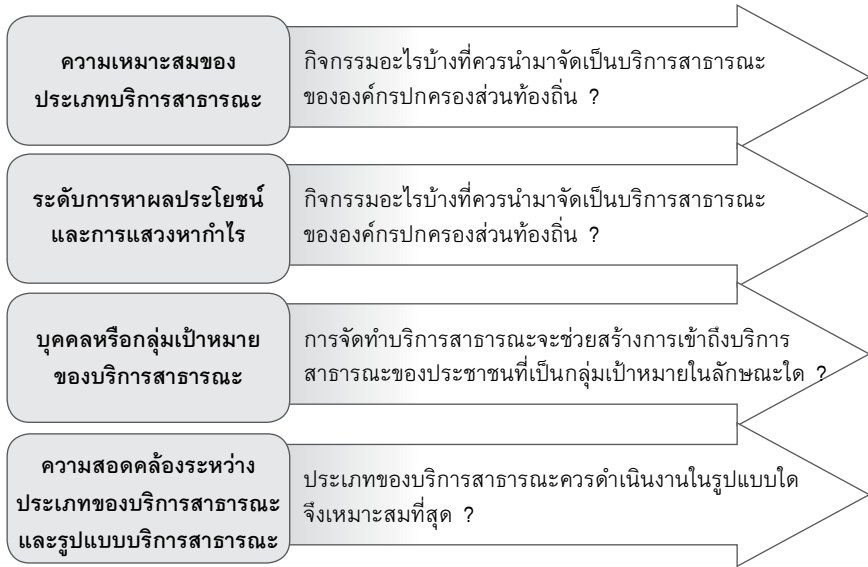 ความเหมาะสมของ
ประเภทบริการสาธารณะ
กิจกรรมอะไรบ้างที่ควรนำมาจัดเป็นบริการสาธารณะ
ขององค์กรปกครองส่วนท้องถิ่น ?
ระดับการหาผลประโยชน์
และการแสวงหากำไร
กิจกรรมอะไรบ้างที่ควรนำมาจัดเป็นบริการสาธารณะ
ขององค์กรปกครองส่วนท้องถิ่น ?
บุคคลหรือกลุ่มเป้าหมาย
ของบริการสาธารณะ
การจัดทำบริการสาธารณะจะช่วยสร้างการเข้าถึงบริการ
สาธารณะของประชาชนที่เป็นกลุ่มเป้าหมายในลักษณะใด ?
ความสอดคล้องระหว่าง
ประเภทของบริการสาธารณะ
และรูปแบบบริการสาธารณะ
ประเภทของบริการสาธารณะควรดำเนินงานในรูปแบบใด
จึงเหมาะสมที่สุด ?